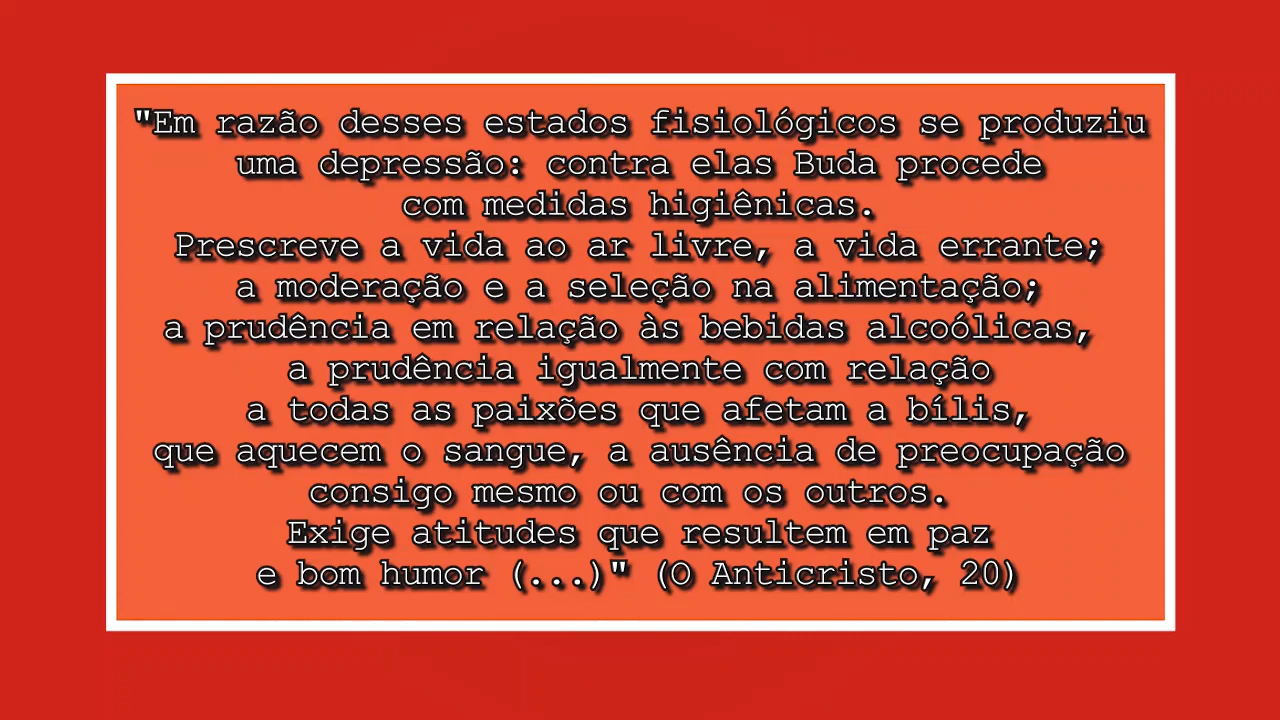 "Em razão desses estados fisiológicos se produziu
uma depressão: contra elas Buda procede
com medidas higiênicas.
Prescreve a vida ao ar livre, a vida errante;
a moderação e a seleção na alimentação;
a prudência em relação às bebidas alcoólicas,
a prudência igualmente com relação
a todas as paixões que afetam a bílis,
que aquecem o sangue, a ausência de preocupação
consigo mesmo ou com os outros.
Exige atitudes que resultem em paz
e bom humor (...)" (O Anticristo, 20)